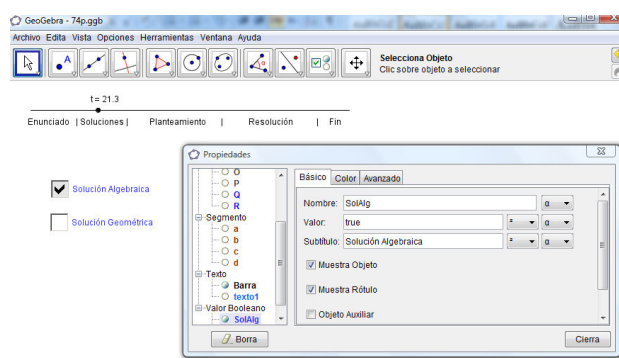 GeoGebra - 74p.ggb
Archivo Edita Vista Opciones Herramientas Ventana Ayuda
Selecciona Objeto
Clic sobre objeto a seleccionar
t = 21.3
Enunciado | Soluciones | Planteamiento | Resolución | Fin
Solución Algebraica
Solución Geométrica
Propiedades
O
P
Q
R
Segmento
a
b
c
d
Texto
Barra
texto1
Valor Booleano
SolAlg
Borra
Básico Color Avanzado
Nombre: SolAlg α
Valor: true ² α
Subtítulo: Solución Algebraica ² α
Muestra Objeto
Muestra Rótulo
Objeto Auxiliar
Cierra